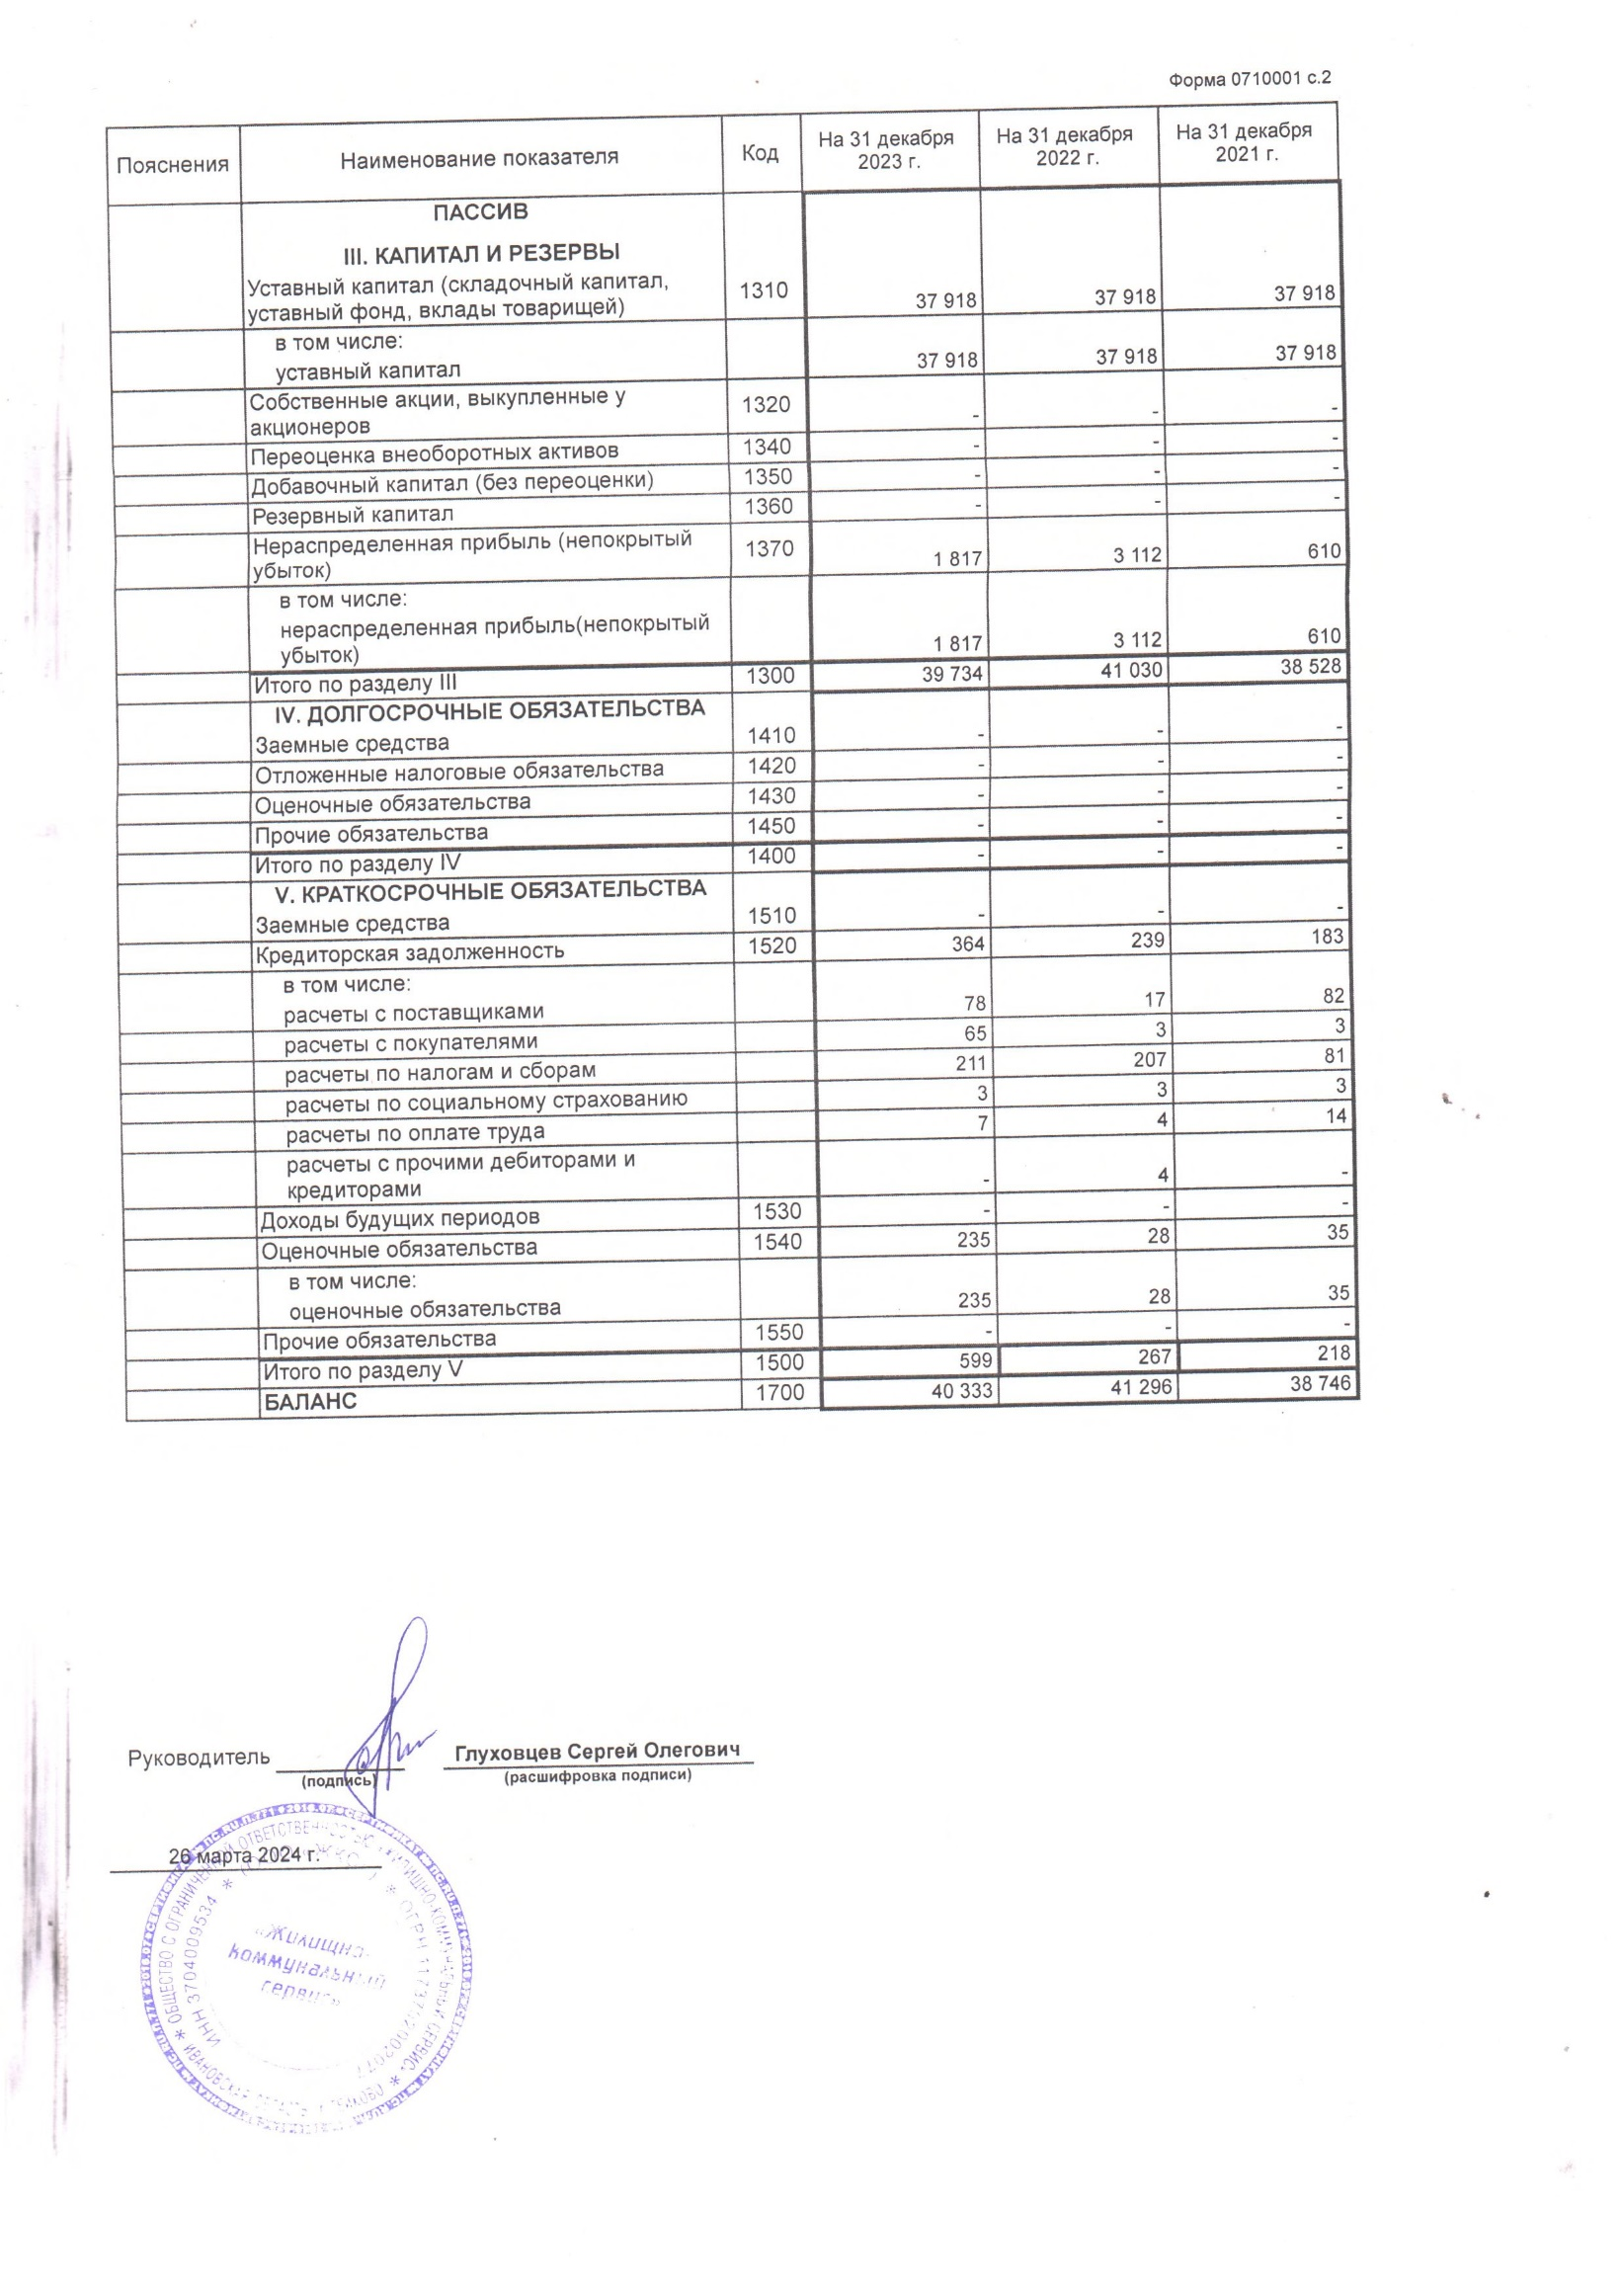 Форма 0710001 с.2
Пояснения Наименование показателя Код На 31 декабря 2023 г. На 31 декабря 2022 г. На 31 декабря 2021 г.
ПАССИВ
III. КАПИТАЛ И РЕЗЕРВЫ
Уставный капитал (складочный капитал,
уставный фонд, вклады товарищей) 1310 37 918 37 918 37 918
в том числе:
уставный капитал 37 918 37 918 37 918
Собственные акции, выкупленные у
акционеров 1320 - - -
Переоценка внеоборотных активов 1340 - - -
Добавочный капитал (без переоценки) 1350 - - -
Резервный капитал 1360 - - -
Нераспределенная прибыль (непокрытый
убыток) 1370 1 817 3 112 610
в том числе:
нераспределенная прибыль(непокрытый
убыток) 1 817 3 112 610
Итого по разделу III 1300 39 734 41 030 38 528
IV. ДОЛГОСРОЧНЫЕ ОБЯЗАТЕЛЬСТВА
Заемные средства 1410 - - -
Отложенные налоговые обязательства 1420 - - -
Оценочные обязательства 1430 - - -
Прочие обязательства 1450 - - -
Итого по разделу IV 1400 - - -
V. КРАТКОСРОЧНЫЕ ОБЯЗАТЕЛЬСТВА
Заемные средства 1510 - - -
Кредиторская задолженность 1520 364 239 183
в том числе:
расчеты с поставщиками 78 17 82
расчеты с покупателями 65 3 3
расчеты по налогам и сборам 211 207 81
расчеты по социальному страхованию 3 3 3
расчеты по оплате труда 7 4 14
расчеты с прочими дебиторами и
кредиторами - 4 -
Доходы будущих периодов 1530 - - -
Оценочные обязательства 1540 235 28 35
в том числе:
оценочные обязательства 235 28 35
Прочие обязательства 1550 - - -
Итого по разделу V 1500 599 267 218
БАЛАНС 1700 40 333 41 296 38 746
Руководитель Глуховцев Сергей Олегович
(подпись) (расшифровка подписи)
26 марта 2024 г.
ОБЩЕСТВО С ОГРАНИЧЕННОЙ ОТВЕТСТВЕННОСТЬЮ
ИНН 3704009534
«Жилищно-
коммунальный
сервис»